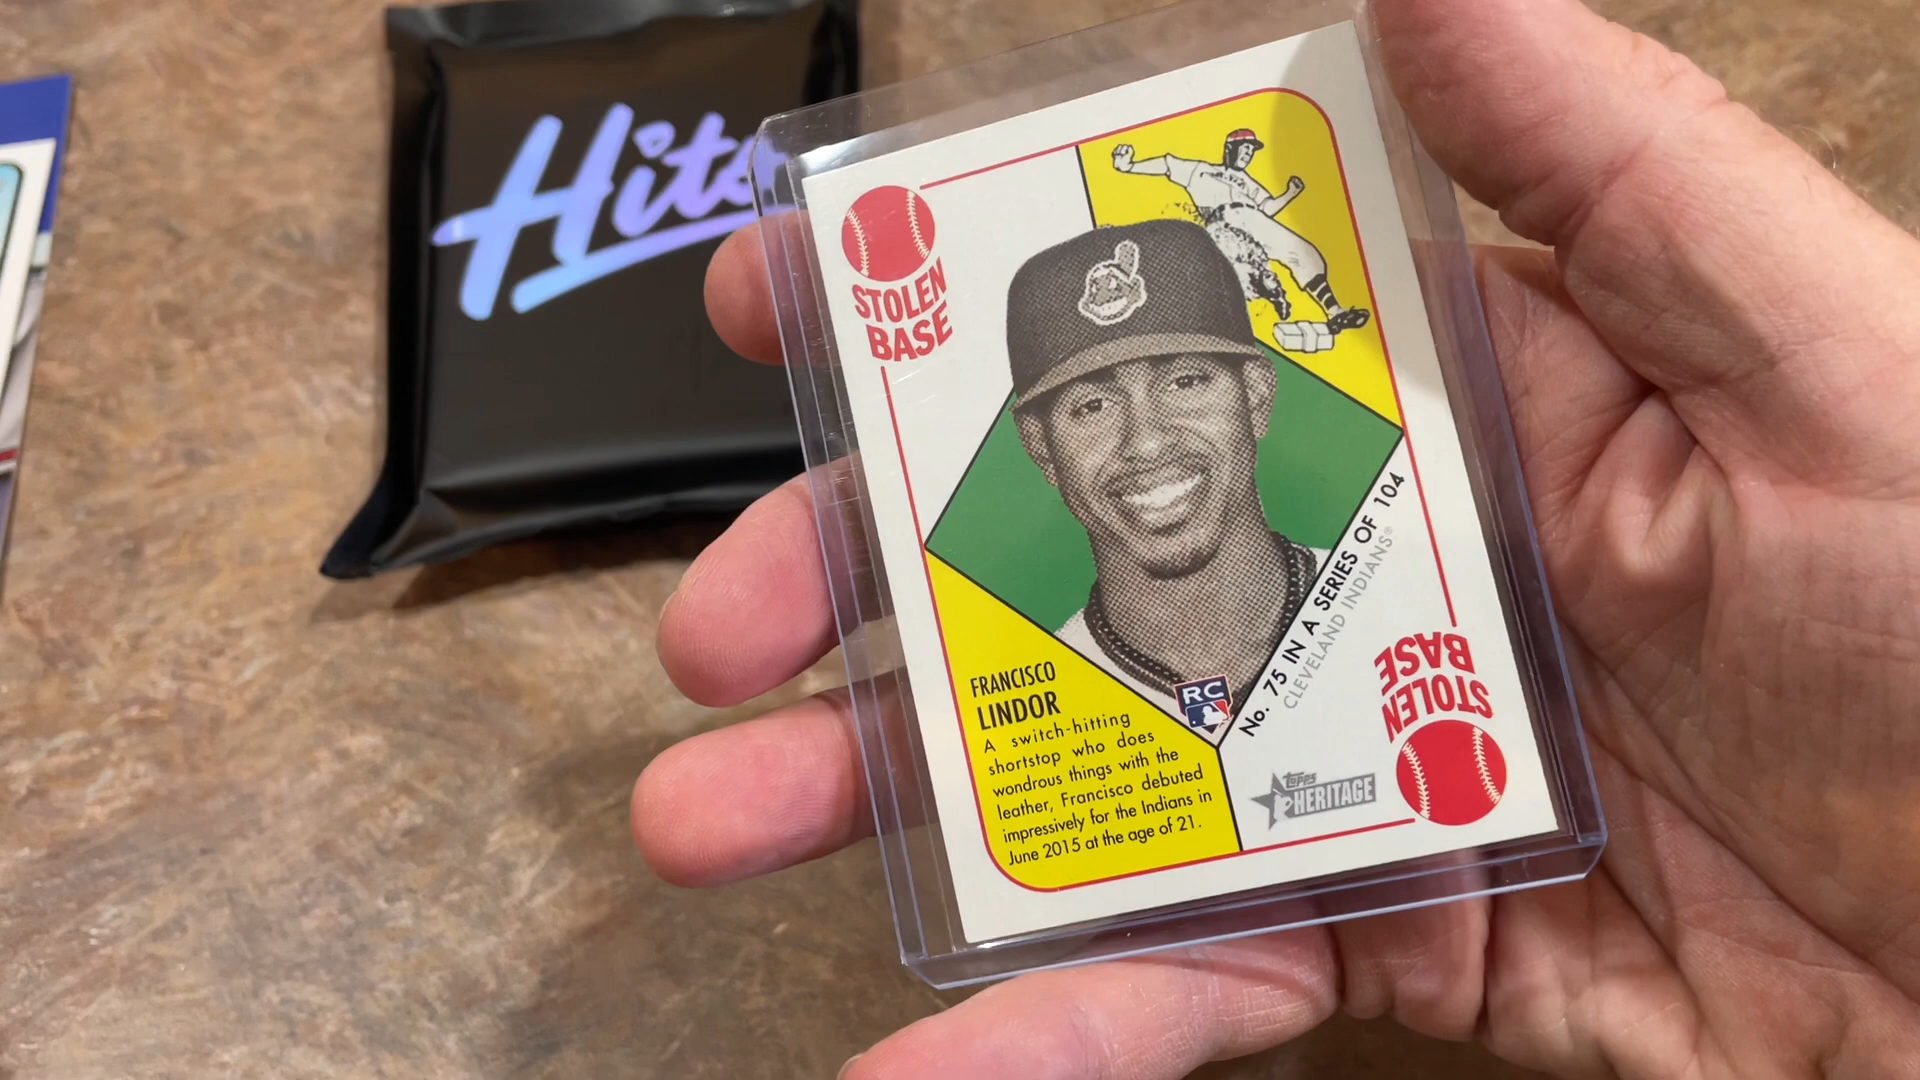 Hits
STOLEN
BASE
FRANCISCO
LINDOR
A switch-hitting
shortstop who does
wondrous things with the
leather, Francisco debuted
impressively for the Indians in
June 2015 at the age of 21.
RC
No. 75 IN A SERIES OF 104
CLEVELAND INDIANS®
topps
HERITAGE
STOLEN
BASE